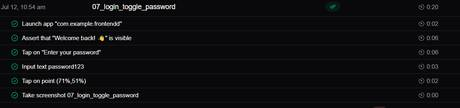 Jul 12, 10:54 am 07_login_toggle_password 0:20
Launch app "com.example.frontendd" 0:02
Assert that "Welcome back! 👋" is visible 0:06
Tap on "Enter your password" 0:06
Input text password123 0:03
Tap on point (71%,51%) 0:02
Take screenshot 07_login_toggle_password 0:00